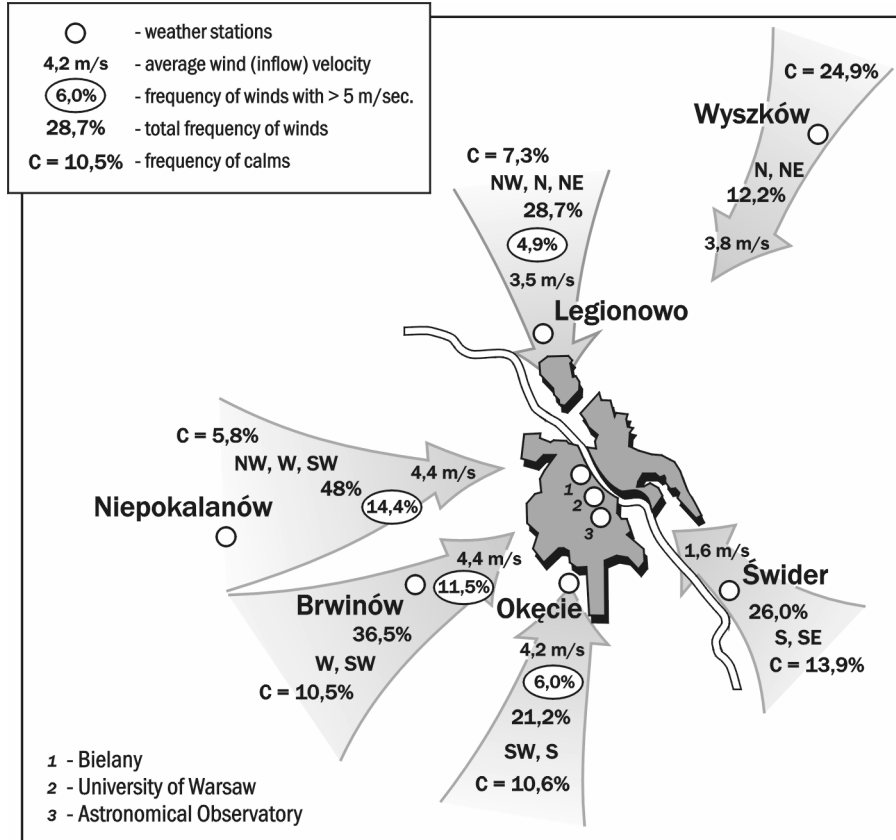 - weather stations
4,2 m/s - average wind (inflow) velocity
6,0% - frequency of winds with > 5 m/sec.
28,7% - total frequency of winds
C = 10,5% - frequency of calms
C = 24,9%
Wyszków
N, NE
12,2%
3,8 m/s
C = 7,3%
NW, N, NE
28,7%
4,9%
3,5 m/s
Legionowo
C = 5,8%
NW, W, SW
4,4 m/s
48%
14,4%
Niepokalanów
1
2
3
4,4 m/s
11,5%
Brwinów
36,5%
W, SW
C = 10,5%
Okęcie
4,2 m/s
6,0%
21,2%
SW, S
C = 10,6%
1,6 m/s
Świder
26,0%
S, SE
C = 13,9%
1 - Bielany
2 - University of Warsaw
3 - Astronomical Observatory